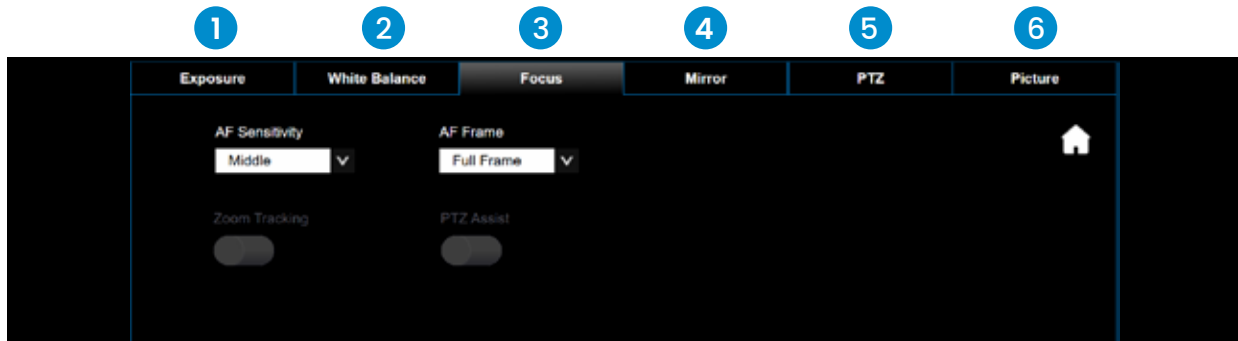 1 2 3 4 5 6
Exposure White Balance Focus Mirror PTZ Picture
AF Sensitivity AF Frame
Middle Full Frame
Zoom Tracking PTZ Assist